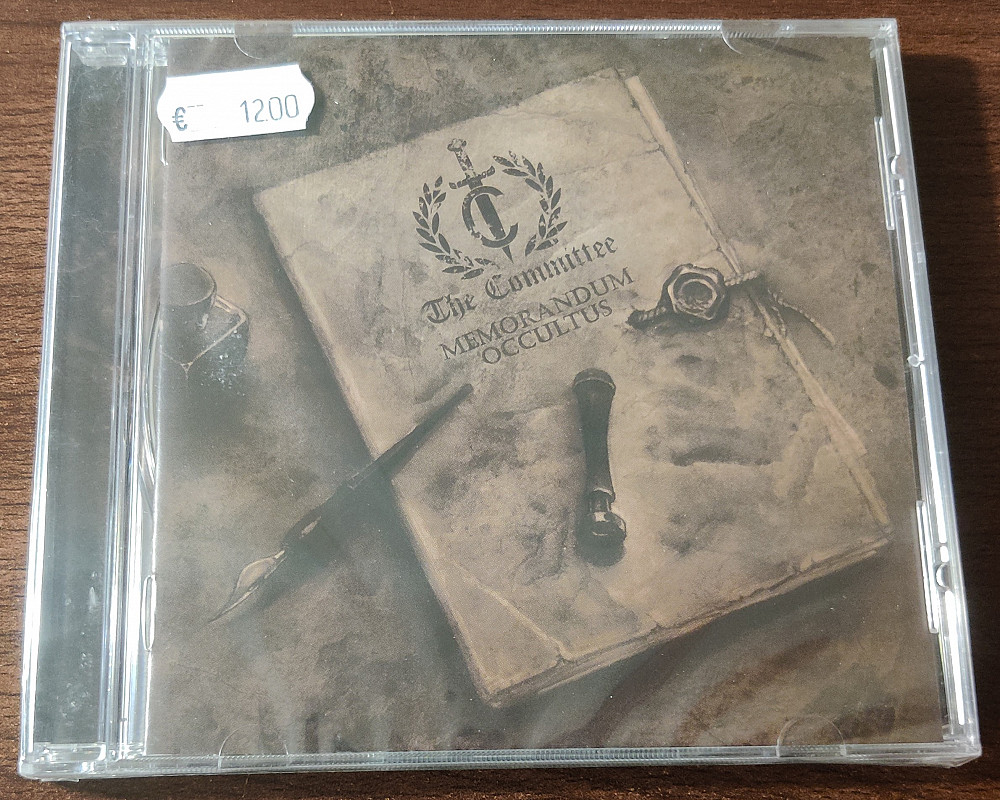 € 12.00
The Committee
MEMORANDUM
OCCULTUS